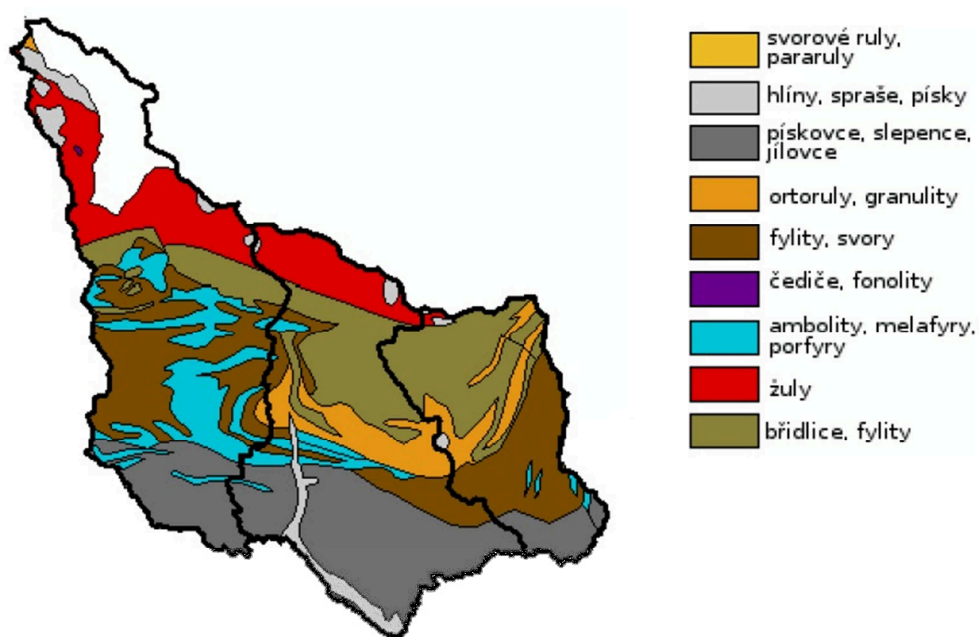 svorové ruly,
pararuly
hlíny, spraše, písky
pískovce, slepence,
jílovce
ortoruly, granulity
fylity, svory
čediče, fonolity
ambolity, melafyry,
porfyry
žuly
břidlice, fylity